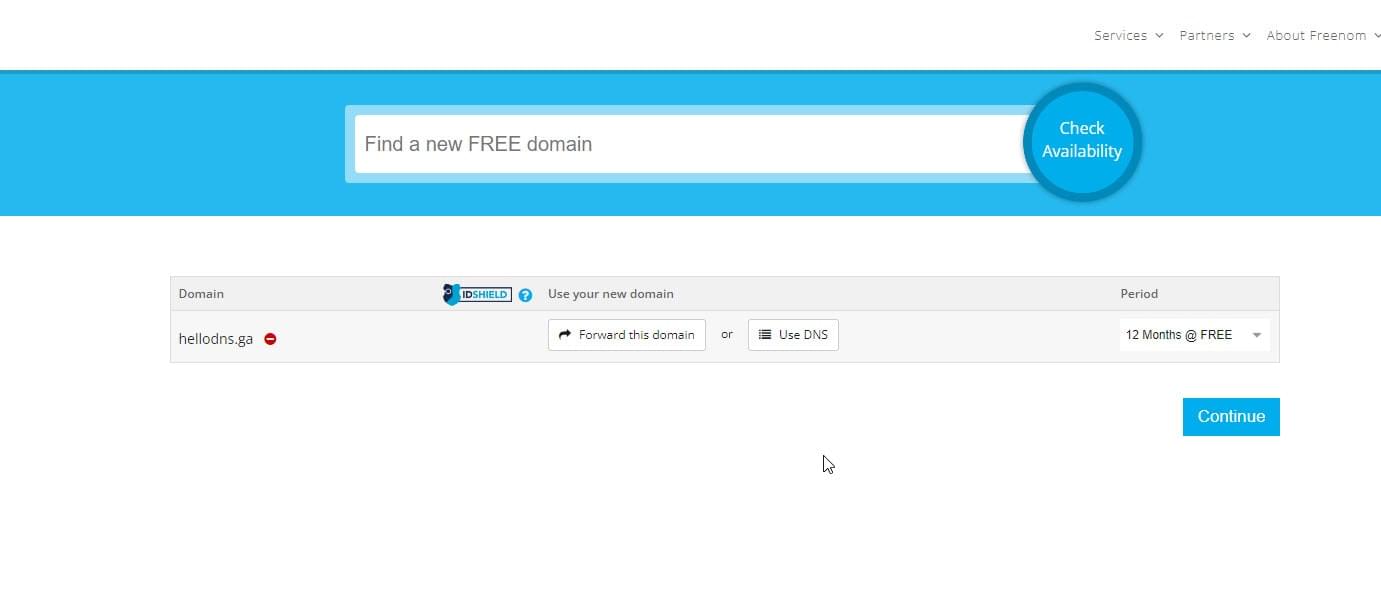 Services Partners About Freenom
Find a new FREE domain
Check
Availability
Domain IDSHIELD ? Use your new domain Period
hellodns.ga Forward this domain or Use DNS 12 Months @ FREE
Continue